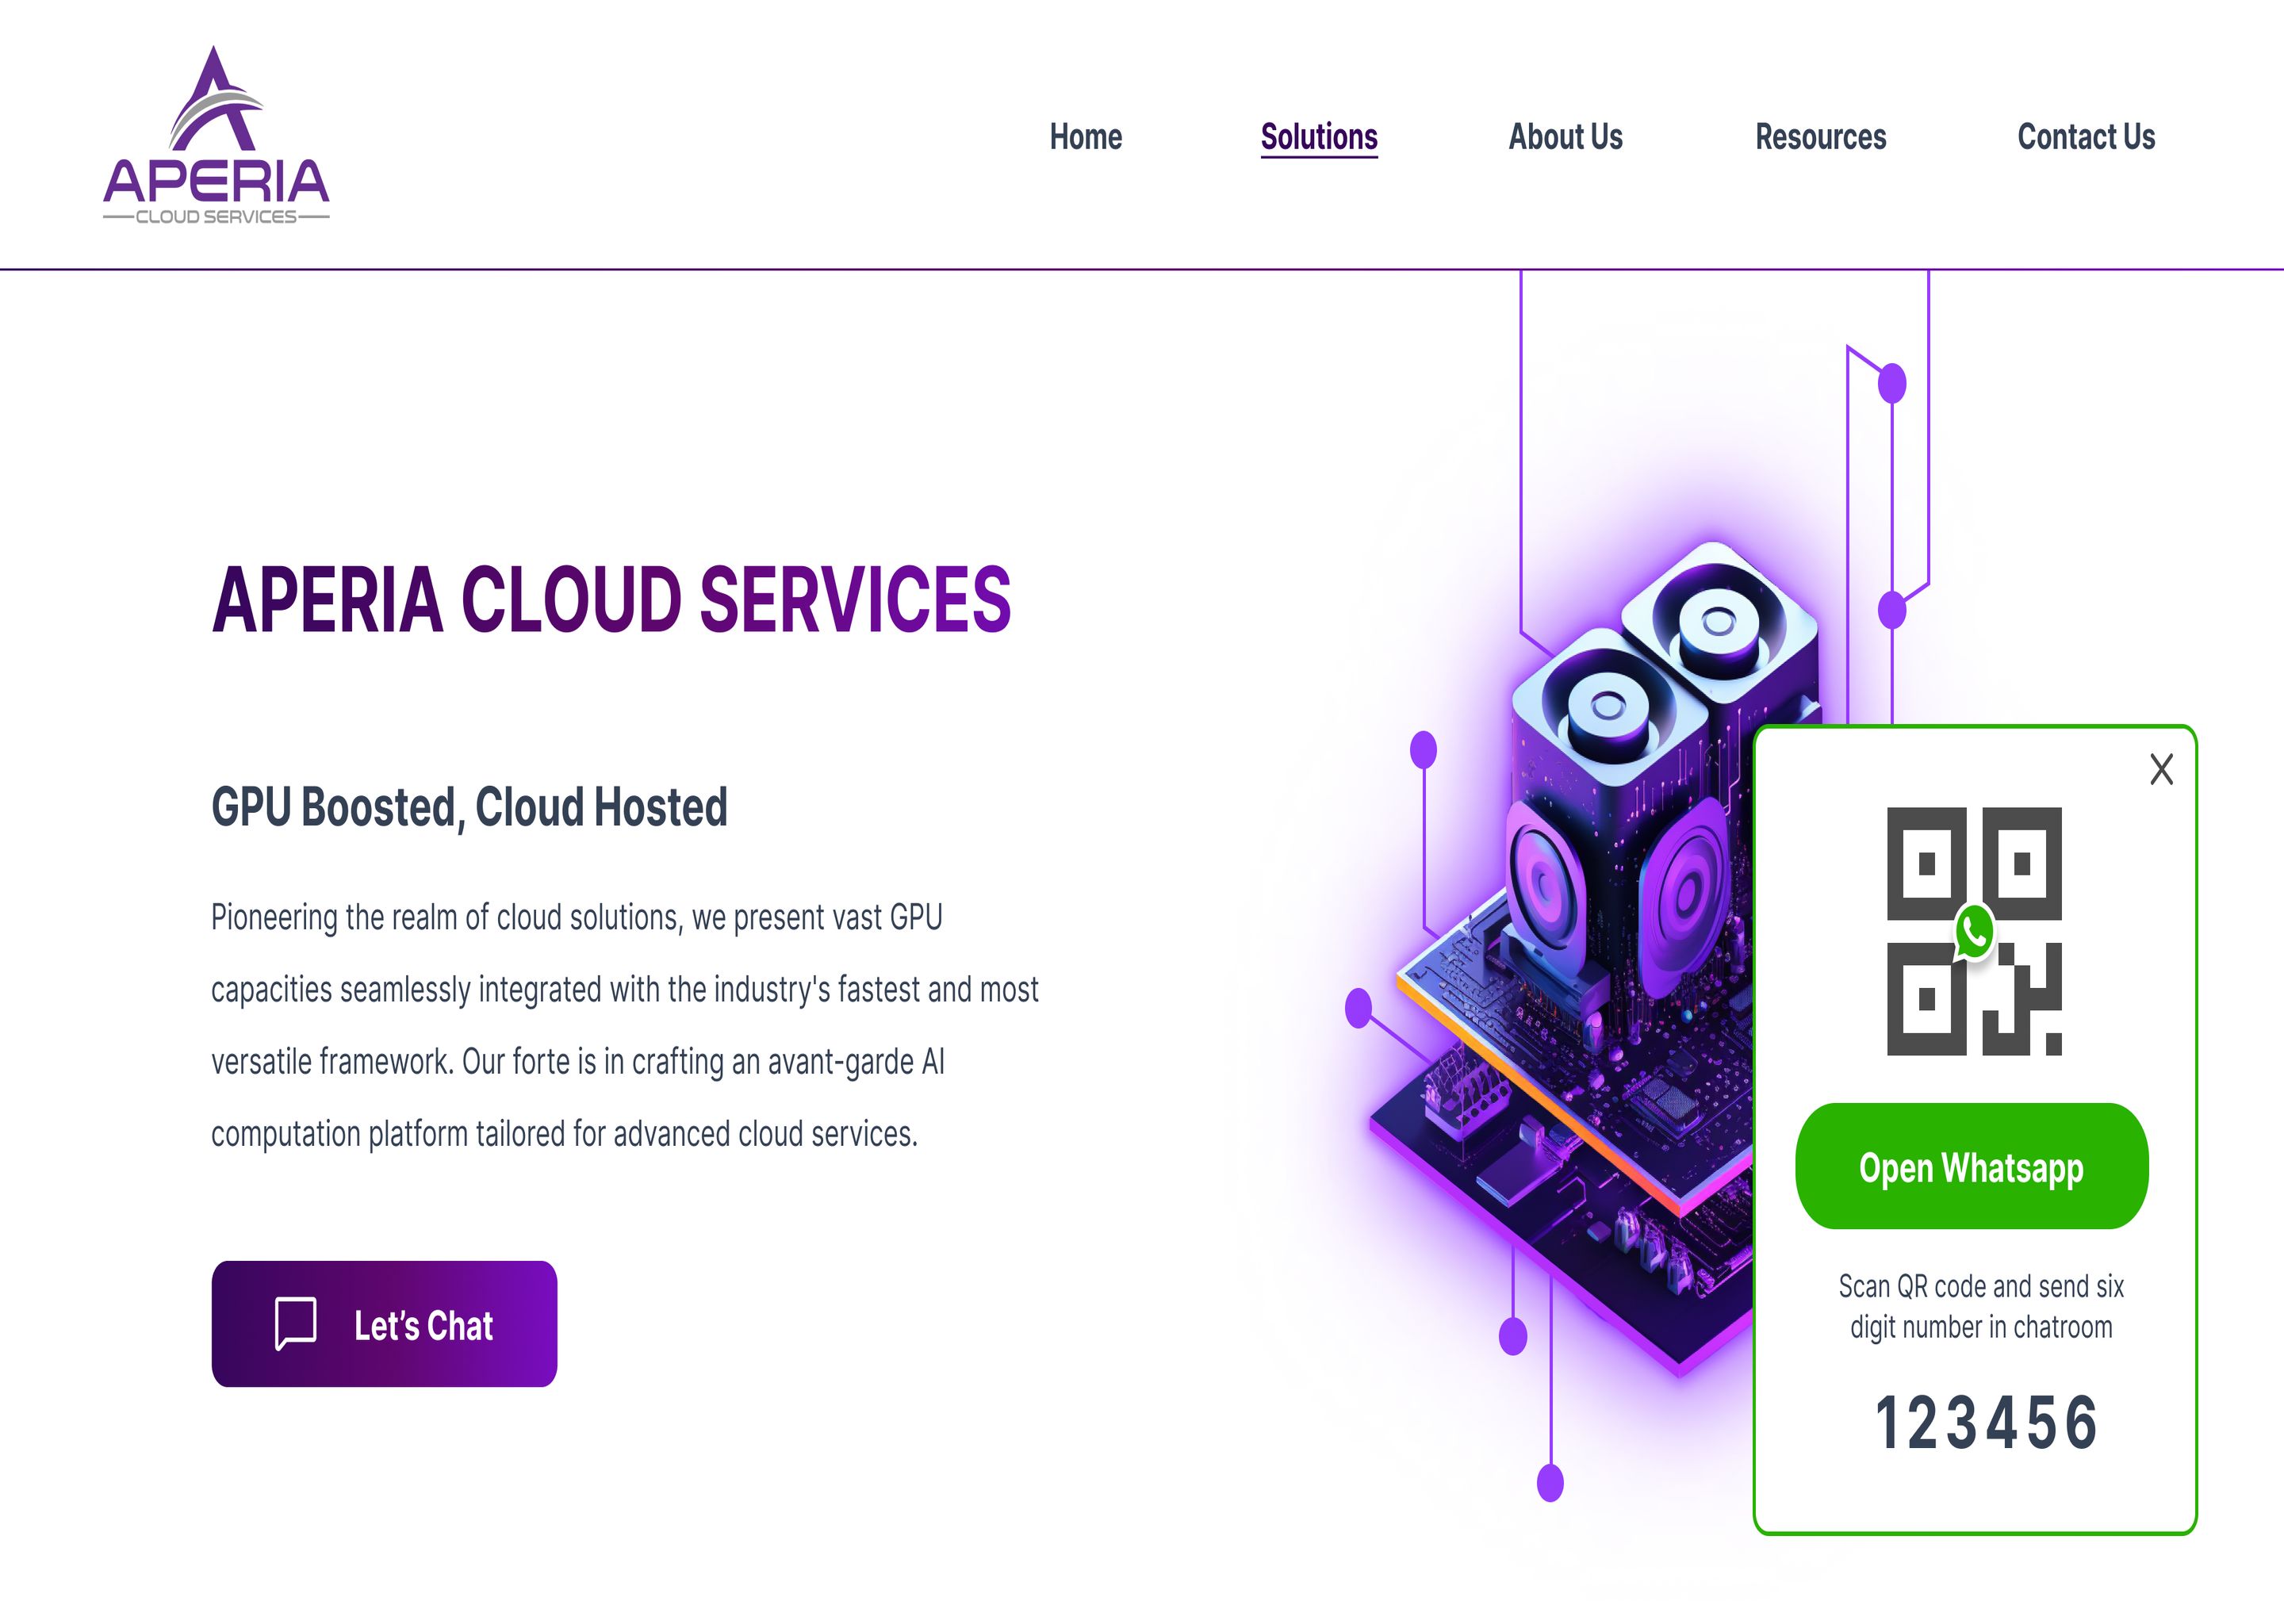 APERIA
CLOUD SERVICES
Home
Solutions
About Us
Resources
Contact Us
APERIA CLOUD SERVICES
GPU Boosted, Cloud Hosted
Pioneering the realm of cloud solutions, we present vast GPU
capacities seamlessly integrated with the industry's fastest and most
versatile framework. Our forte is in crafting an avant-garde AI
computation platform tailored for advanced cloud services.
Let’s Chat
X
Open Whatsapp
Scan QR code and send six
digit number in chatroom
123456